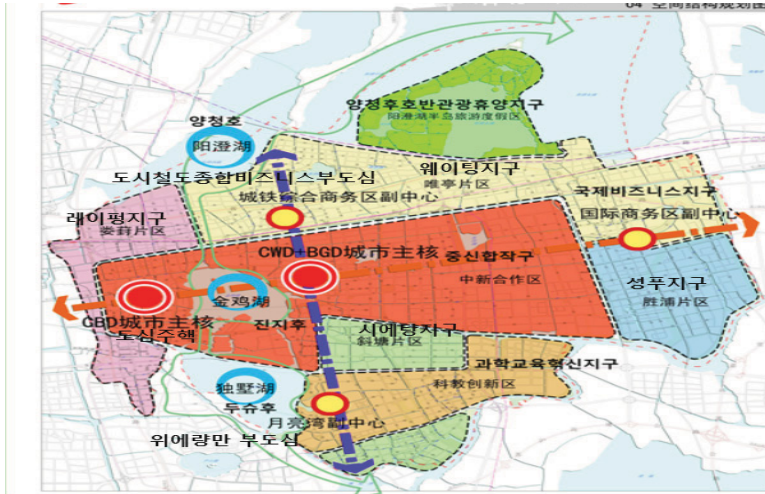 04 空间结构规划图
양청후호반관광휴양지구
阳澄湖半岛旅游度假区
양청호
阳澄湖
웨이팅지구
唯亭片区
도시철도종합비즈니스부도심
城铁综合商务区副中心
국제비즈니스지구
国际商务区副中心
레이펑지구
娄葑片区
CWD+BGD城市主核
중신합작구
中新合作区
성푸지구
胜浦片区
金鸡湖
진지후
CBD城市主核
도심주핵
시에탕지구
斜塘片区
과학교육혁신지구
科教创新区
独墅湖
두슈후
月亮湾副中心
위에량만 부도심